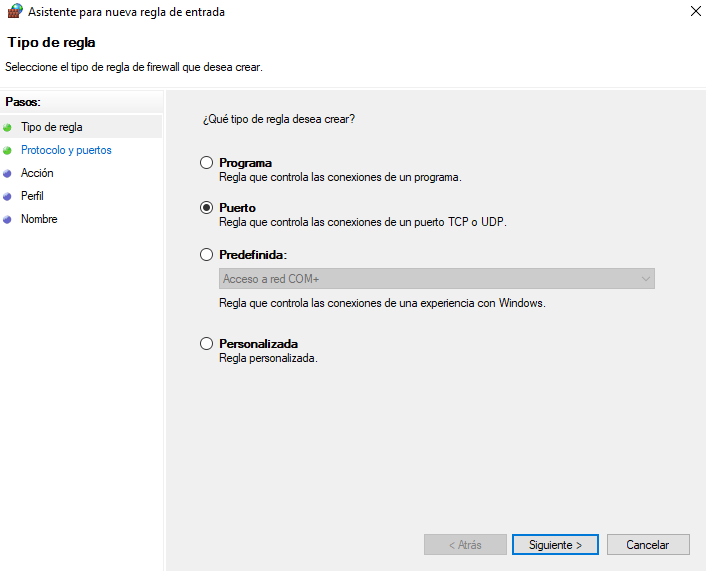 Asistente para nueva regla de entrada
Tipo de regla
Seleccione el tipo de regla de firewall que desea crear.
Pasos:
Tipo de regla
Protocolo y puertos
Acción
Perfil
Nombre
¿Qué tipo de regla desea crear?
Programa
Regla que controla las conexiones de un programa.
Puerto
Regla que controla las conexiones de un puerto TCP o UDP.
Predefinida:
Acceso a red COM+
Regla que controla las conexiones de una experiencia con Windows.
Personalizada
Regla personalizada.
< Atrás
Siguiente >
Cancelar